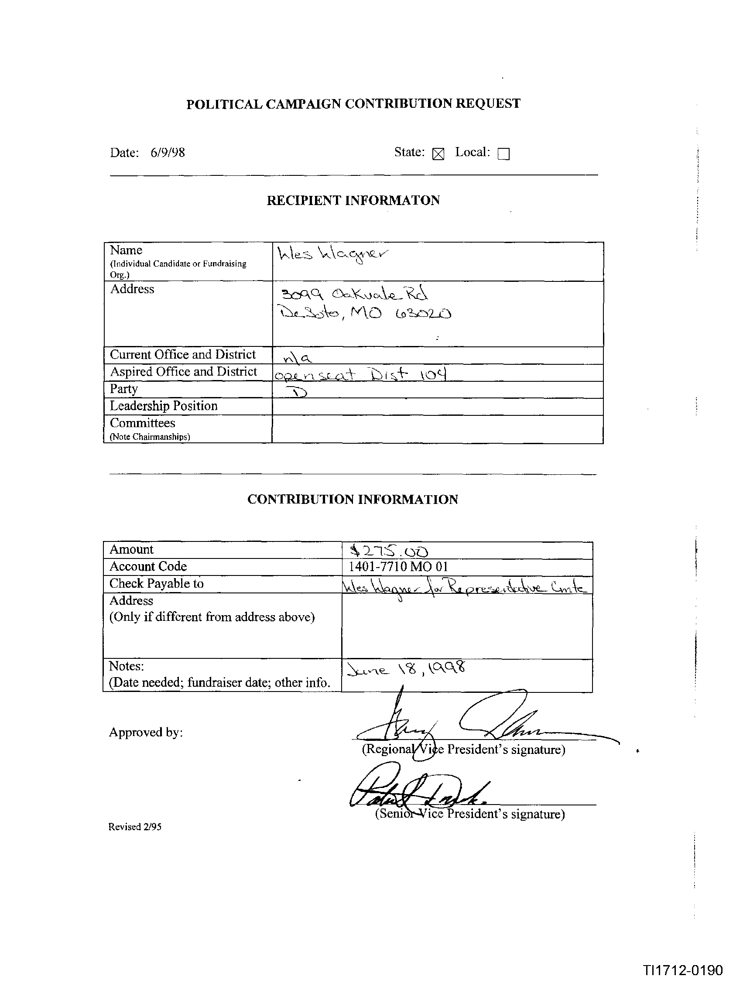 POLITICAL CAMPAIGN CONTRIBUTION REQUEST
Date: 6/9/98 State: ☒ Local: ☐
RECIPIENT INFORMATON
Name Wes Wagner
(Individual Candidate or Fundraising
Org.)
Address 3099 Oakvale Rd
DeSoto, MO 63020
Current Office and District n/a
Aspired Office and District open seat Dist 104
Party D
Leadership Position
Committees
(Note Chairmanships)
CONTRIBUTION INFORMATION
Amount $275.00
Account Code 1401-7710 MO 01
Check Payable to Wes Wagner for Representative Cmte
Address
(Only if different from address above)
Notes: June 18, 1998
(Date needed; fundraiser date; other info.
Approved by:
(Regional Vice President's signature)
(Senior Vice President's signature)
Revised 2/95
TI1712-0190